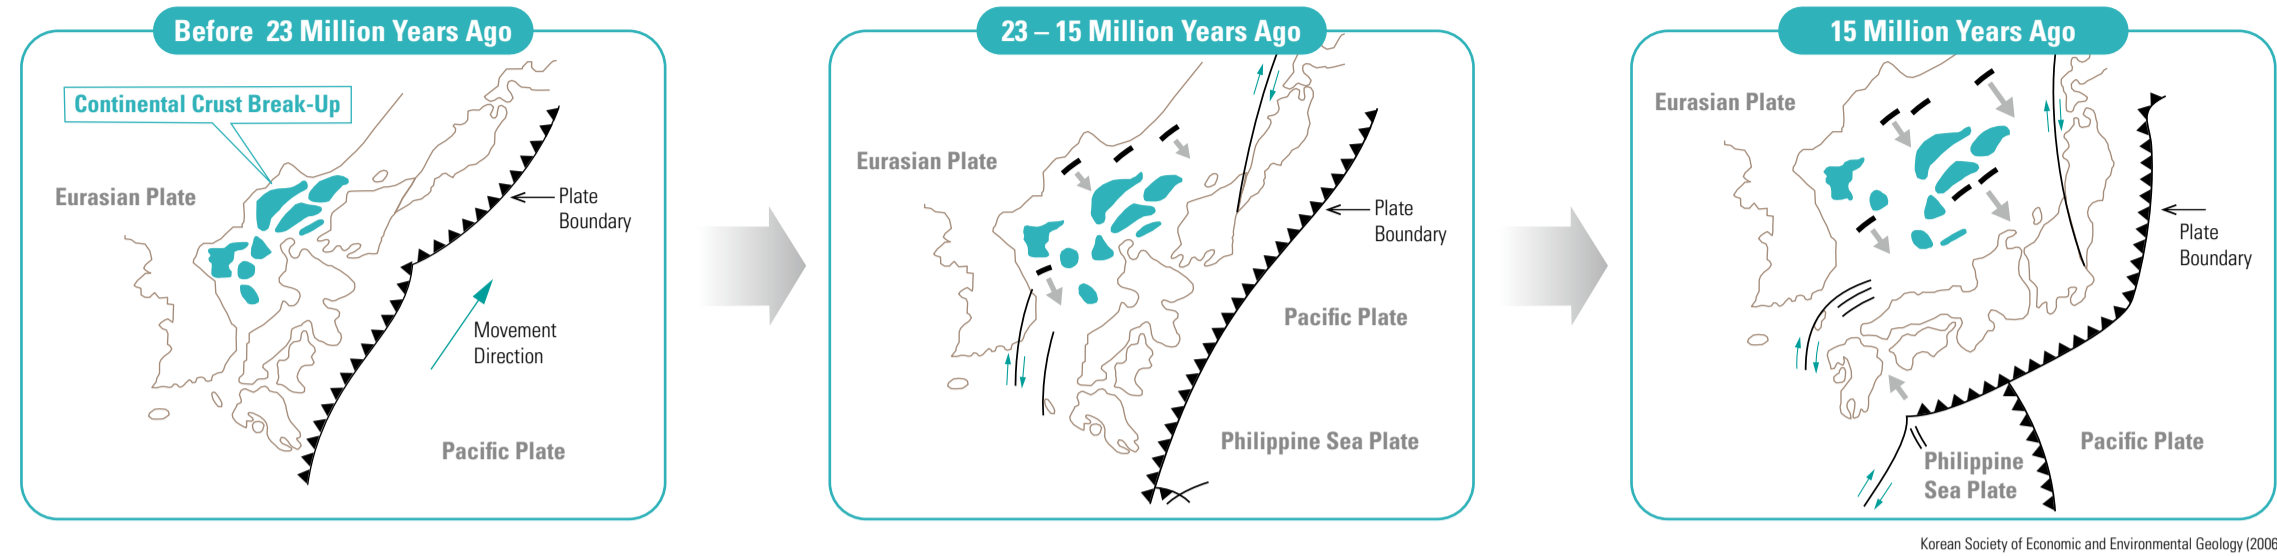 Before 23 Million Years Ago
Continental Crust Break-Up
Eurasian Plate
Plate
Boundary
Movement
Direction
Pacific Plate
23 – 15 Million Years Ago
Eurasian Plate
Plate
Boundary
Pacific Plate
Philippine Sea Plate
15 Million Years Ago
Eurasian Plate
Plate
Boundary
Pacific Plate
Philippine
Sea Plate
Korean Society of Economic and Environmental Geology (2006